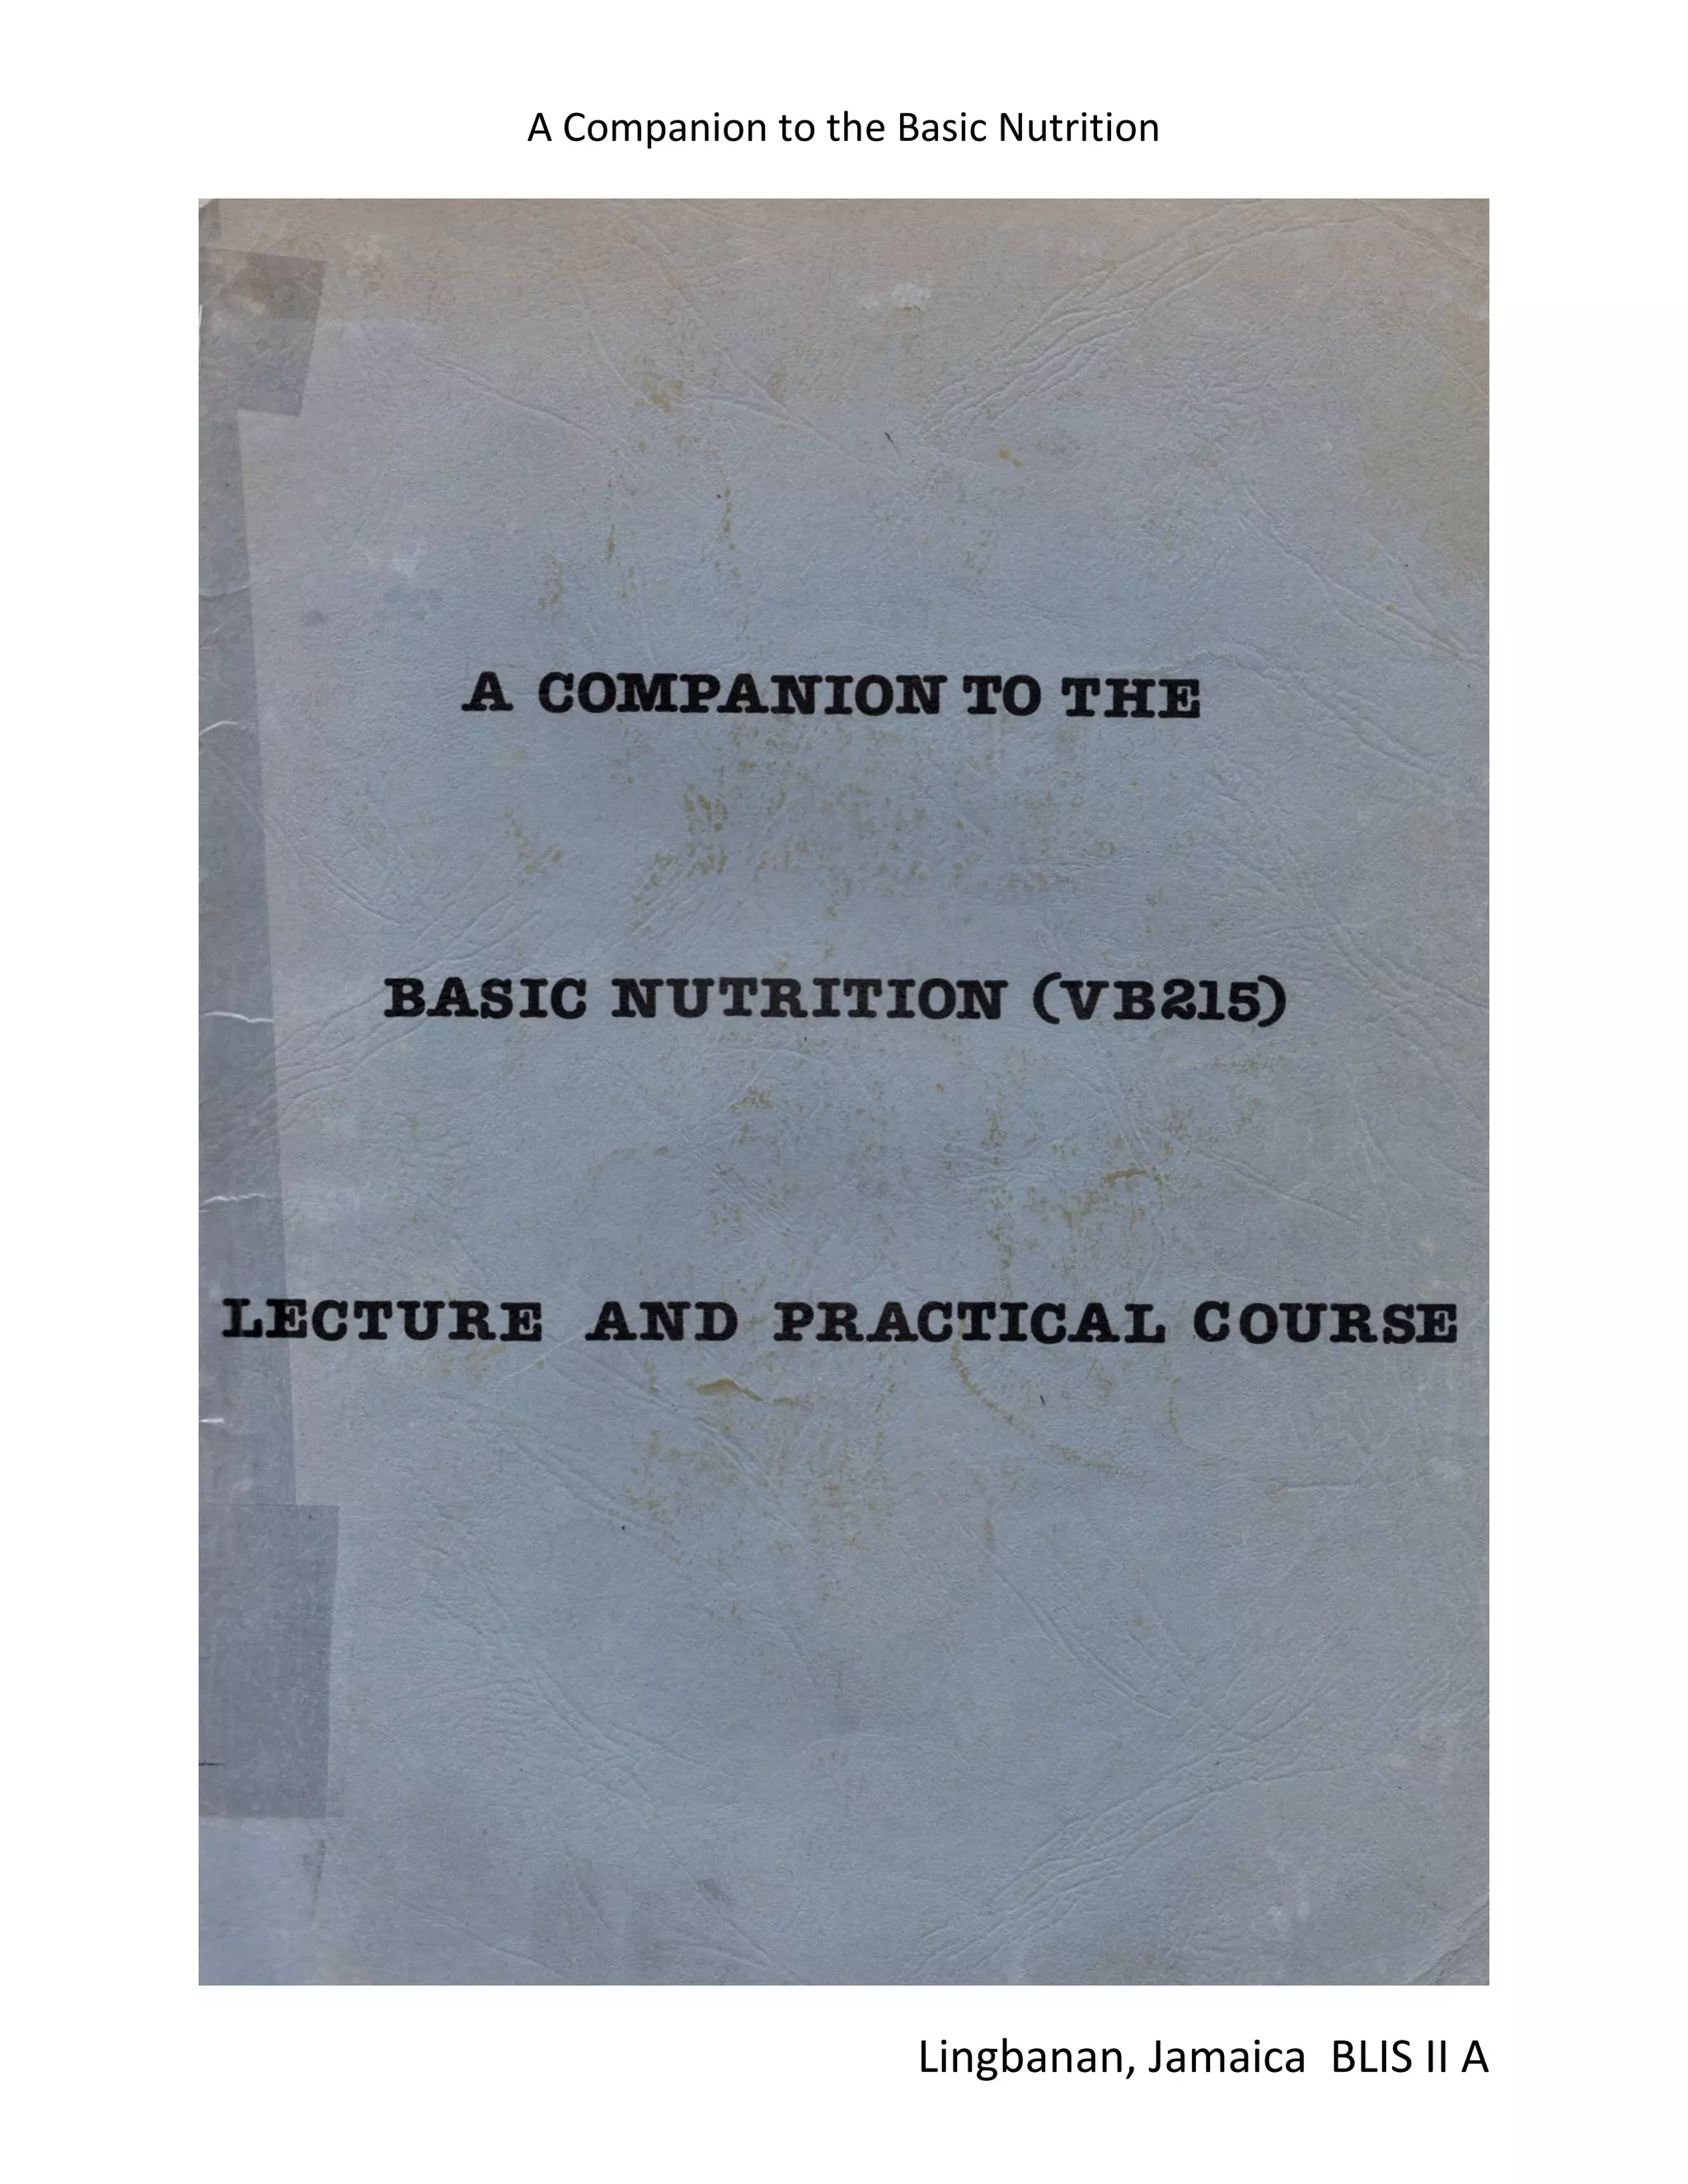 A Companion to the Basic Nutrition
A COMPANION TO THE
BASIC NUTRITION (VB215)
LECTURE AND PRACTICAL COURSE
Lingbanan, Jamaica BLIS II A